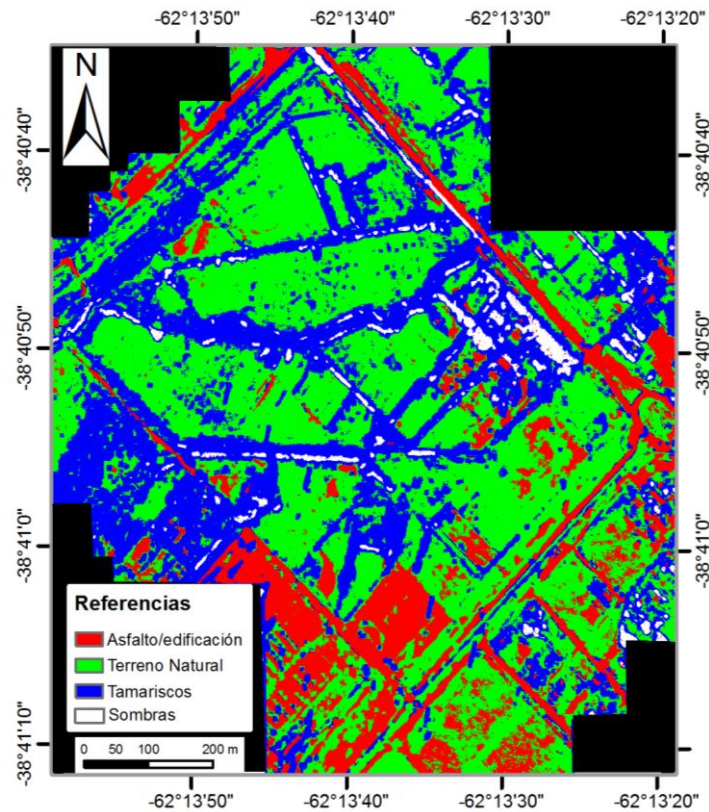 -62°13'50" -62°13'40" -62°13'30" -62°13'20"
N
-38°40'40" -38°40'40"
-38°40'50" -38°40'50"
-38°41'0" -38°41'0"
Referencias
Asfalto/edificación
Terreno Natural
Tamariscos
Sombras
0 50 100 200 m
-38°41'10"
-62°13'50" -62°13'40" -62°13'30" -62°13'20"